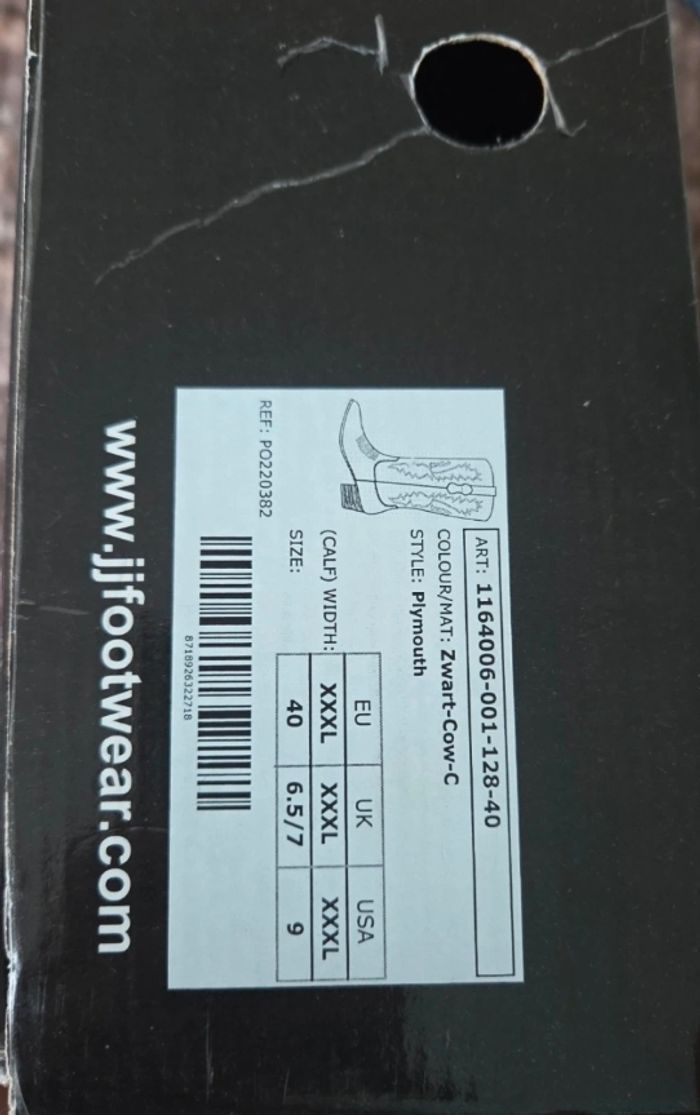 ART: 1164006-001-128-40
COLOUR/MAT: Zwart-Cow-C
STYLE: Plymouth
EU UK USA
(CALF) WIDTH: XXXL XXXL XXXL
SIZE: 40 6.5/7 9
REF: PO220382
8718926322718
www.jjfootwear.com